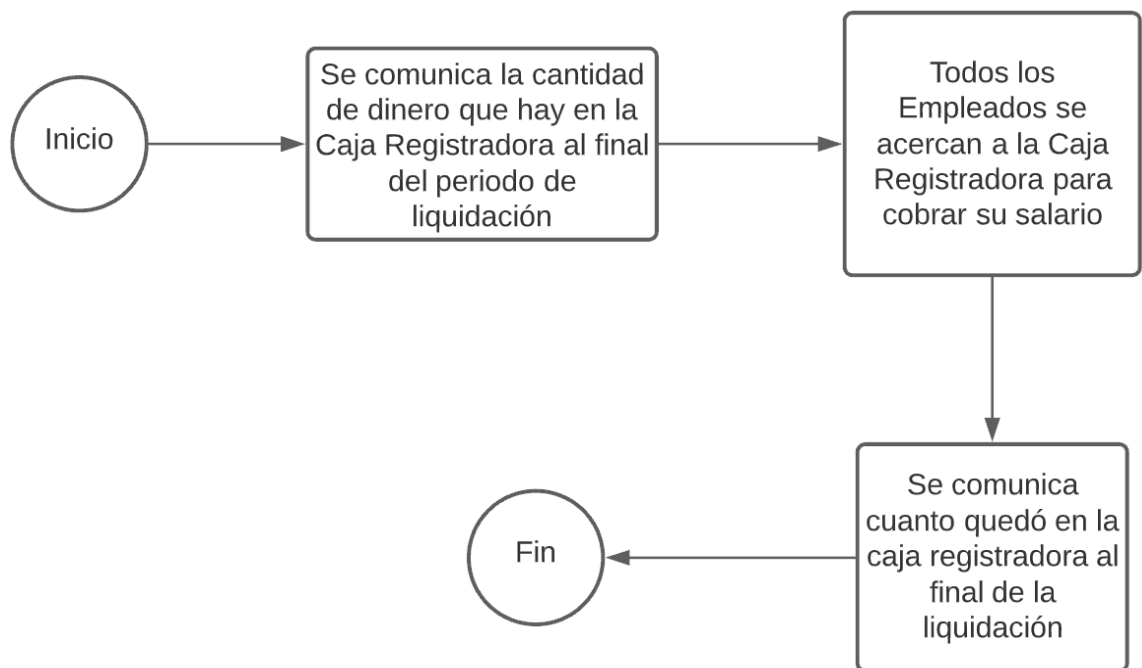 Inicio
Se comunica la cantidad
de dinero que hay en la
Caja Registradora al final
del periodo de
liquidación
Todos los
Empleados se
acercan a la Caja
Registradora para
cobrar su salario
Se comunica
cuanto quedó en la
caja registradora al
final de la
liquidación
Fin